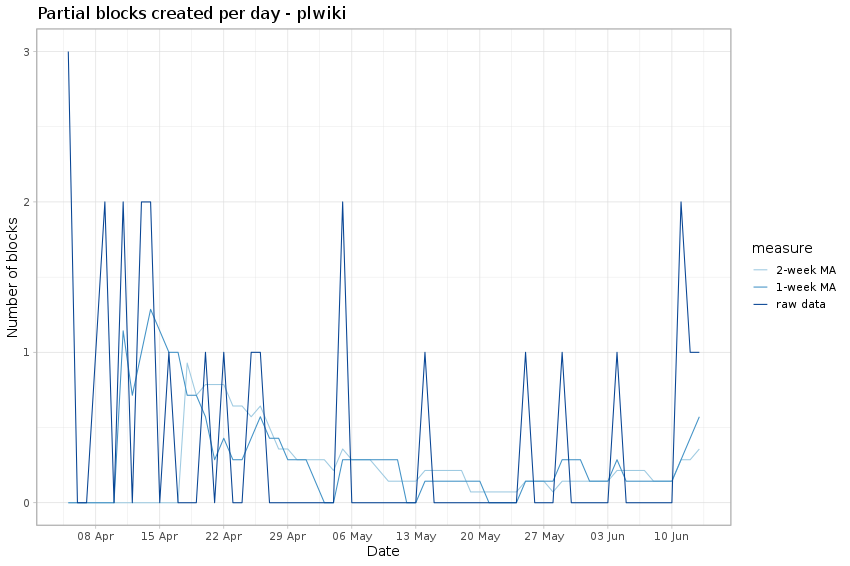 Partial blocks created per day - plwiki
Number of blocks
3
2
1
0
08 Apr 15 Apr 22 Apr 29 Apr 06 May 13 May 20 May 27 May 03 Jun 10 Jun
Date
measure
2-week MA
1-week MA
raw data